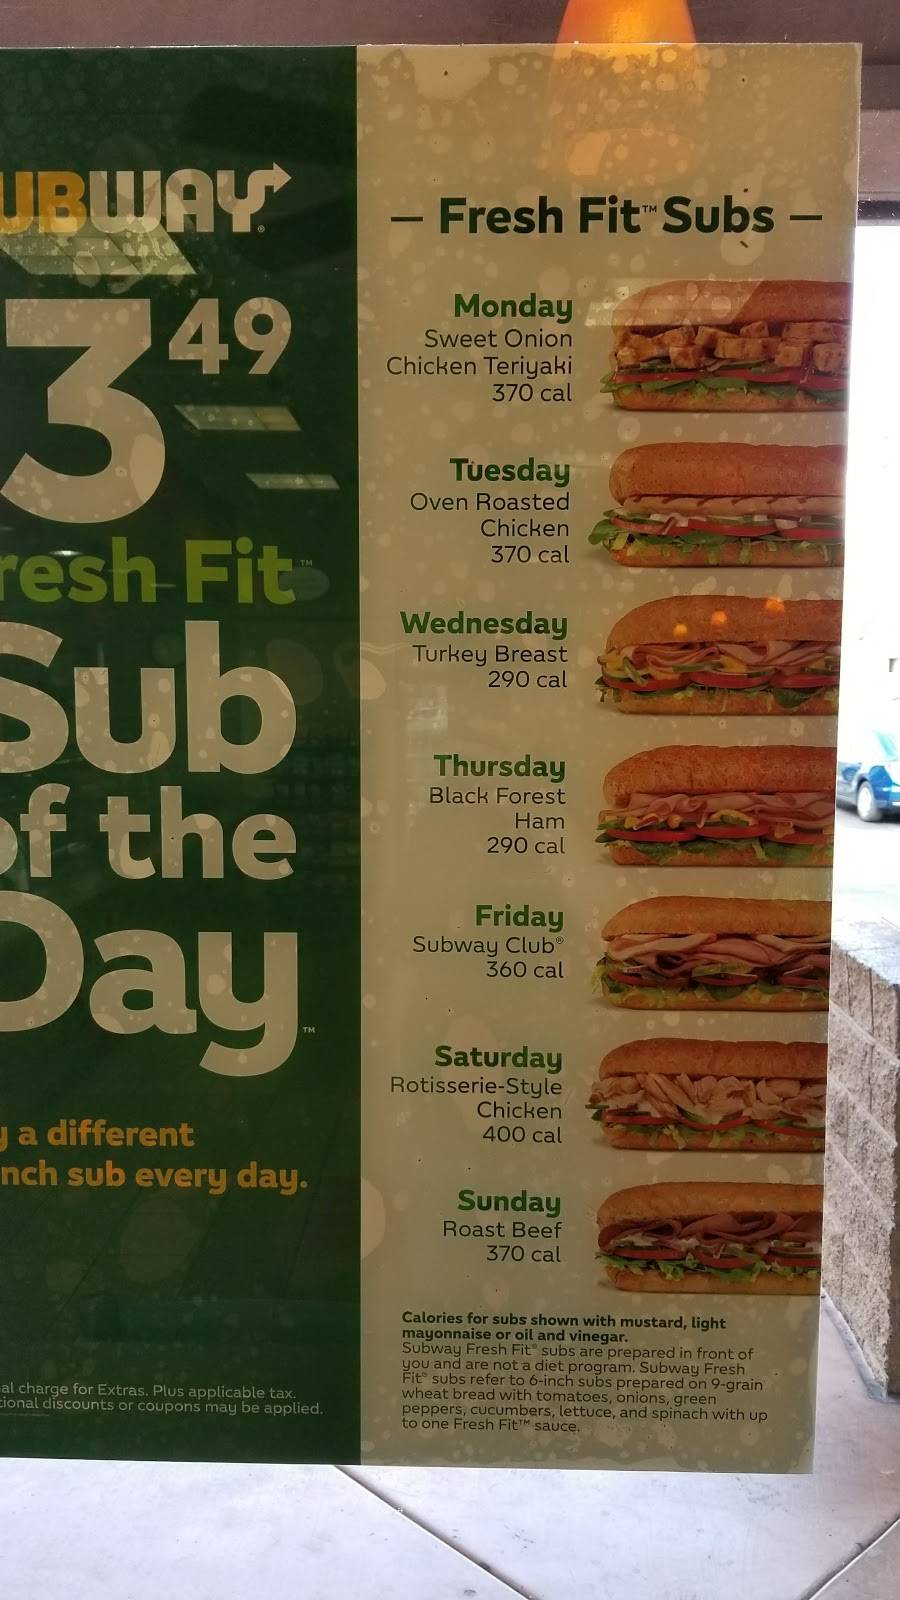 UBWAY®
3 49
resh Fit™
Sub
of the
Day™
y a different
nch sub every day.
al charge for Extras. Plus applicable tax.
tional discounts or coupons may be applied.
— Fresh Fit™ Subs —
Monday
Sweet Onion
Chicken Teriyaki
370 cal
Tuesday
Oven Roasted
Chicken
370 cal
Wednesday
Turkey Breast
290 cal
Thursday
Black Forest
Ham
290 cal
Friday
Subway Club®
360 cal
Saturday
Rotisserie-Style
Chicken
400 cal
Sunday
Roast Beef
370 cal
Calories for subs shown with mustard, light
mayonnaise or oil and vinegar.
Subway Fresh Fit® subs are prepared in front of
you and are not a diet program. Subway Fresh
Fit® subs refer to 6-inch subs prepared on 9-grain
wheat bread with tomatoes, onions, green
peppers, cucumbers, lettuce, and spinach with up
to one Fresh Fit™ sauce.